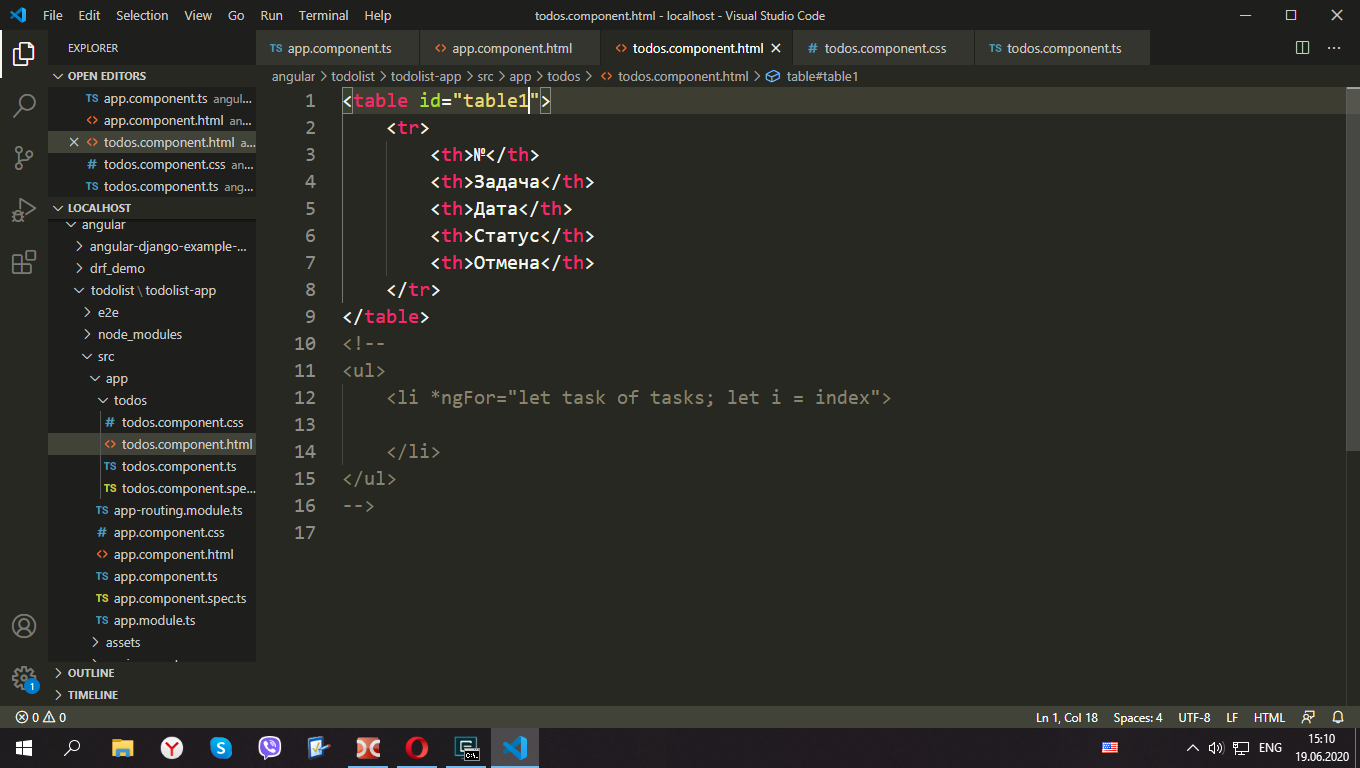 File Edit Selection View Go Run Terminal Help todos.component.html - localhost - Visual Studio Code
EXPLORER
TS app.component.ts <> app.component.html <> todos.component.html # todos.component.css TS todos.component.ts
OPEN EDITORS
TS app.component.ts angul...
<> app.component.html an...
<> todos.component.html a...
# todos.component.css an...
TS todos.component.ts ang...
LOCALHOST
angular
angular-django-example-...
drf_demo
todolist \ todolist-app
e2e
node_modules
src
app
todos
# todos.component.css
<> todos.component.html
TS todos.component.ts
TS todos.component.spe...
TS app-routing.module.ts
# app.component.css
<> app.component.html
TS app.component.ts
TS app.component.spec.ts
TS app.module.ts
assets
OUTLINE
TIMELINE
angular > todolist > todolist-app > src > app > todos > <> todos.component.html > table#table1
1 <table id="table1">
2 <tr>
3 <th>№</th>
4 <th>Задача</th>
5 <th>Дата</th>
6 <th>Статус</th>
7 <th>Отмена</th>
8 </tr>
9 </table>
10 <!--
11 <ul>
12 <li *ngFor="let task of tasks; let i = index">
13
14 </li>
15 </ul>
16 -->
17
1
0 0 Ln 1, Col 18 Spaces: 4 UTF-8 LF HTML
C:\. ENG 15:10
19.06.2020